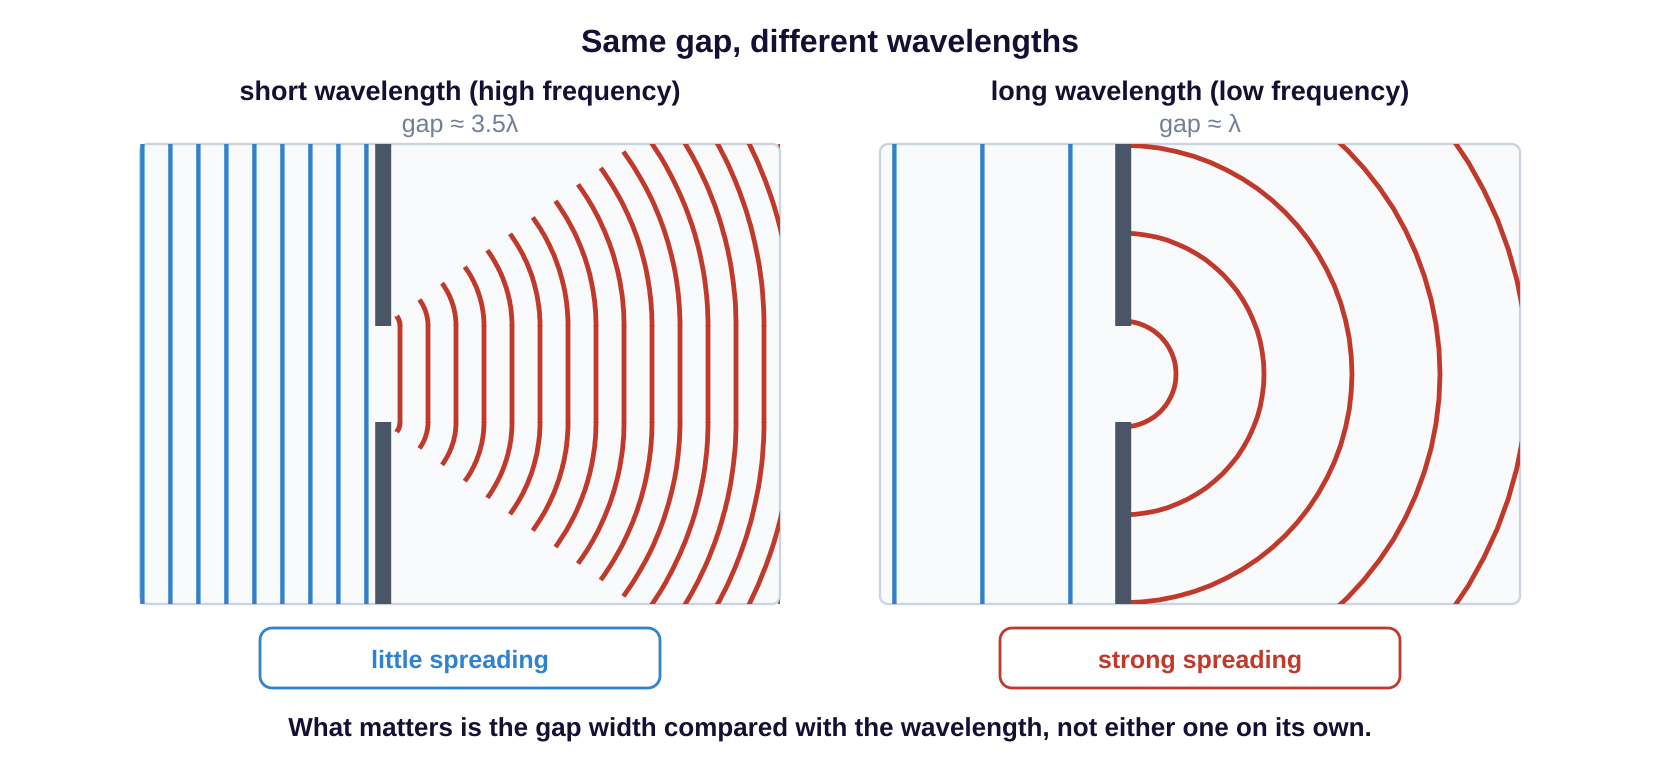 Same gap, different wavelengths
short wavelength (high frequency)
gap ≈ 3.5λ
long wavelength (low frequency)
gap ≈ λ
little spreading
strong spreading
What matters is the gap width compared with the wavelength, not either one on its own.